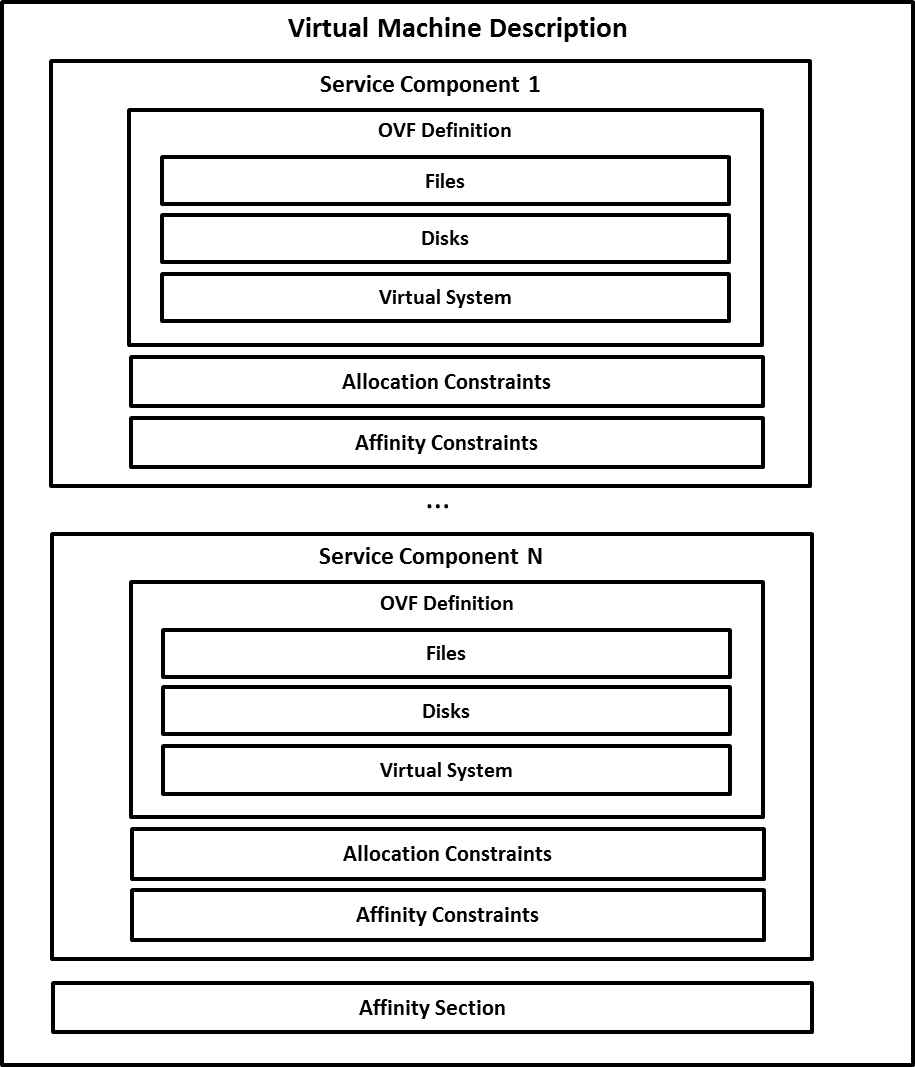 Virtual Machine Description
Service Component 1
OVF Definition
Files
Disks
Virtual System
Allocation Constraints
Affinity Constraints
...
Service Component N
OVF Definition
Files
Disks
Virtual System
Allocation Constraints
Affinity Constraints
Affinity Section